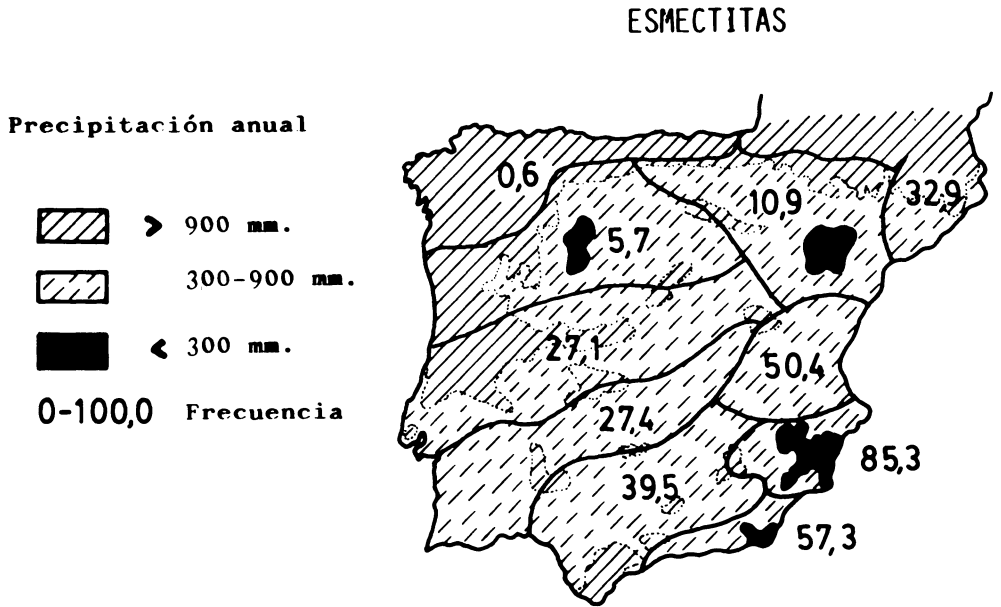 ESMECTITAS
Precipitación anual
> 900 mm.
300-900 mm.
< 300 mm.
0-100,0 Frecuencia
0,6
10,9
32,9
5,7
27,1
50,4
27,4
85,3
39,5
57,3